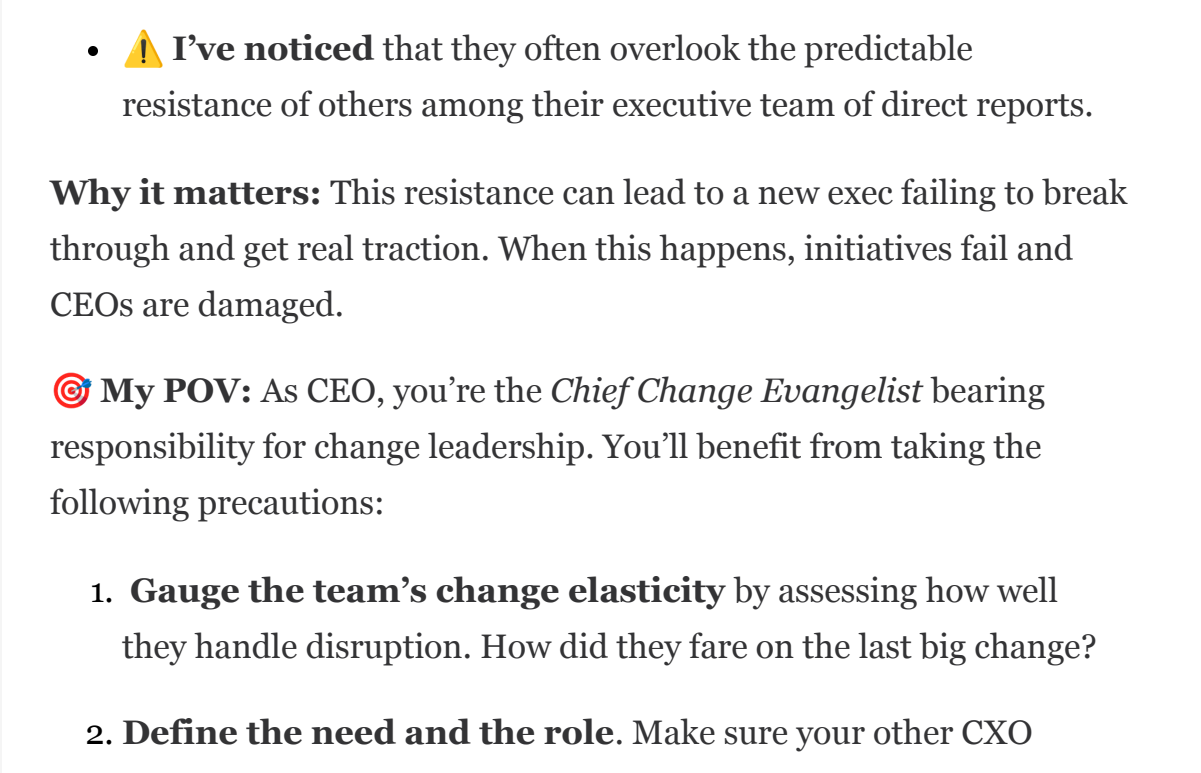 • ⚠️ I’ve noticed that they often overlook the predictable
resistance of others among their executive team of direct reports.
Why it matters: This resistance can lead to a new exec failing to break
through and get real traction. When this happens, initiatives fail and
CEOs are damaged.
🎯 My POV: As CEO, you’re the Chief Change Evangelist bearing
responsibility for change leadership. You’ll benefit from taking the
following precautions:
1. Gauge the team’s change elasticity by assessing how well
they handle disruption. How did they fare on the last big change?
2. Define the need and the role. Make sure your other CXO